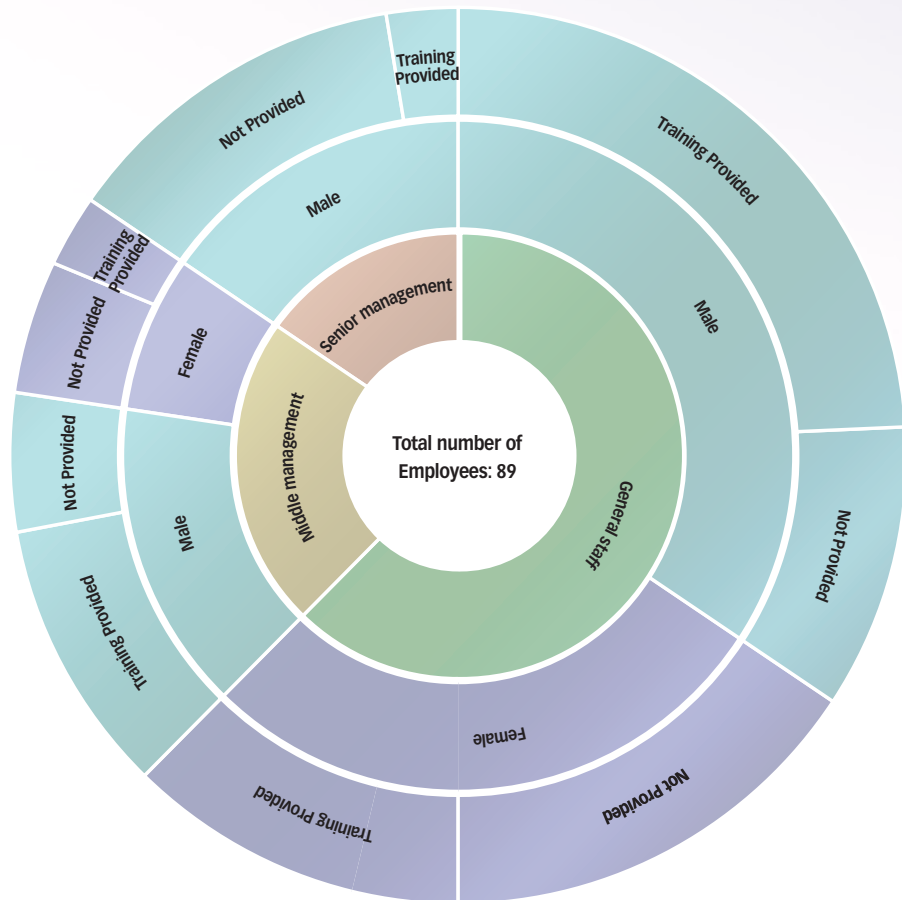 Total number of
Employees: 89
Senior management
General staff
Middle management
Male
Male
Female
Male
Female
Training
Provided
Training Provided
Not Provided
Not Provided
Training Provided
Training Provided
Not Provided
Not Provided
Training
Provided
Not Provided